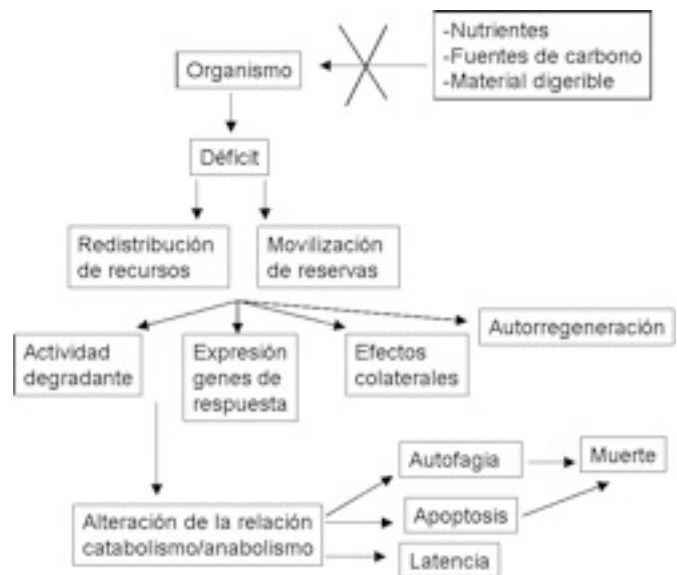 -Nutrientes
-Fuentes de carbono
-Material digerible
Organismo
Déficit
Redistribución
de recursos
Movilización
de reservas
Autorregeneración
Actividad
degradante
Expresión
genes de
respuesta
Efectos
colaterales
Autofagia
Muerte
Alteración de la relación
catabolismo/anabolismo
Apoptosis
Latencia